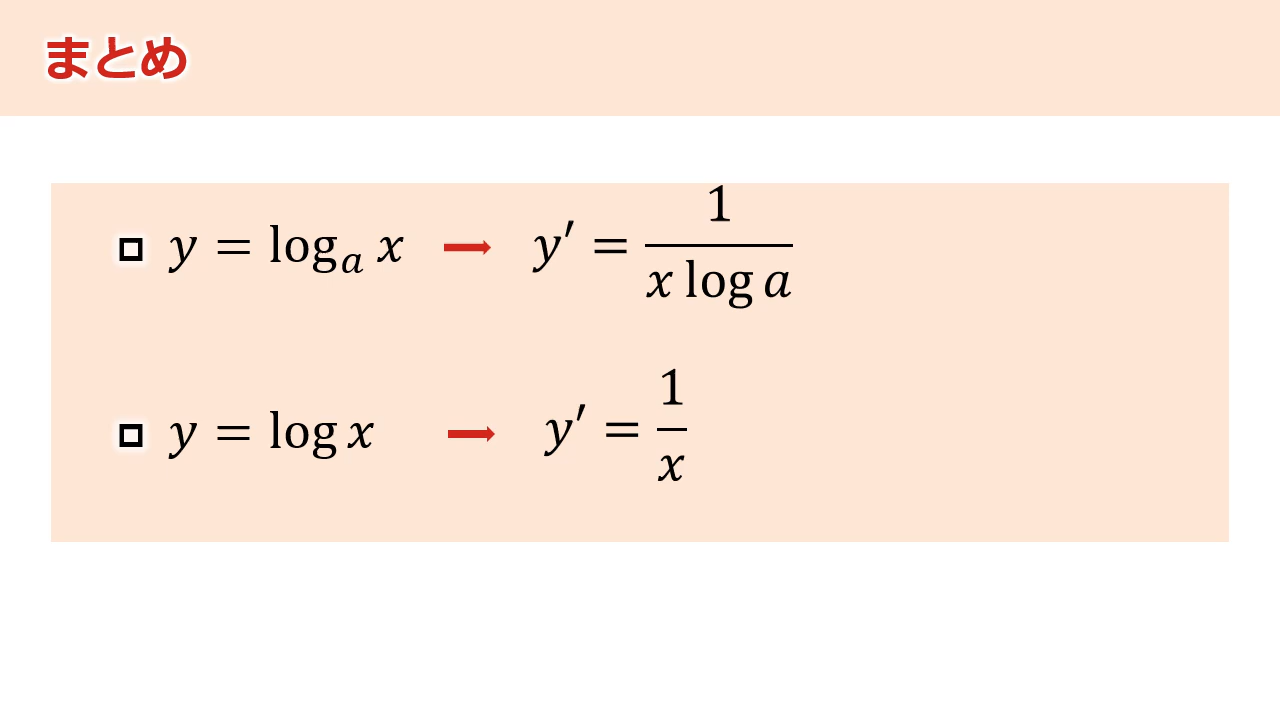 まとめ
□ y = logₐ x ➡ y′ = 1/(x log a)
□ y = log x ➡ y′ = 1/x